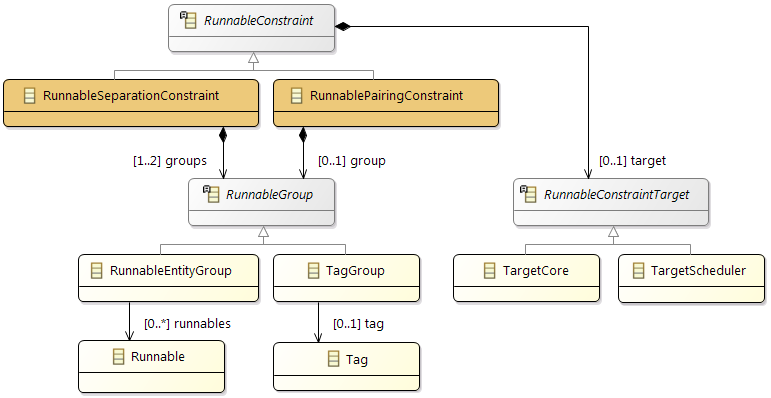 RunnableConstraint
RunnableSeparationConstraint
RunnablePairingConstraint
[1..2] groups
[0..1] group
[0..1] target
RunnableGroup
RunnableConstraintTarget
RunnableEntityGroup
TagGroup
TargetCore
TargetScheduler
[0..*] runnables
[0..1] tag
Runnable
Tag